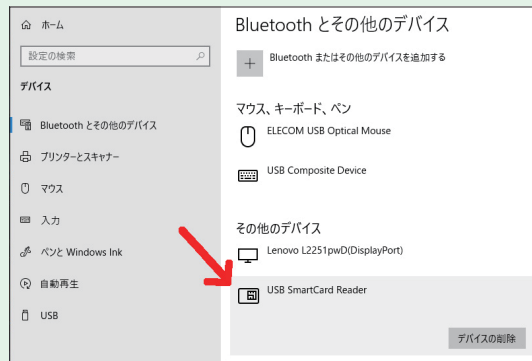 ホーム
設定の検索
デバイス
Bluetooth とその他のデバイス
プリンターとスキャナー
マウス
入力
ペンと Windows Ink
自動再生
USB
Bluetooth とその他のデバイス
Bluetooth またはその他のデバイスを追加する
マウス、キーボード、ペン
ELECOM USB Optical Mouse
USB Composite Device
その他のデバイス
Lenovo L2251pwD(DisplayPort)
USB SmartCard Reader
デバイスの削除